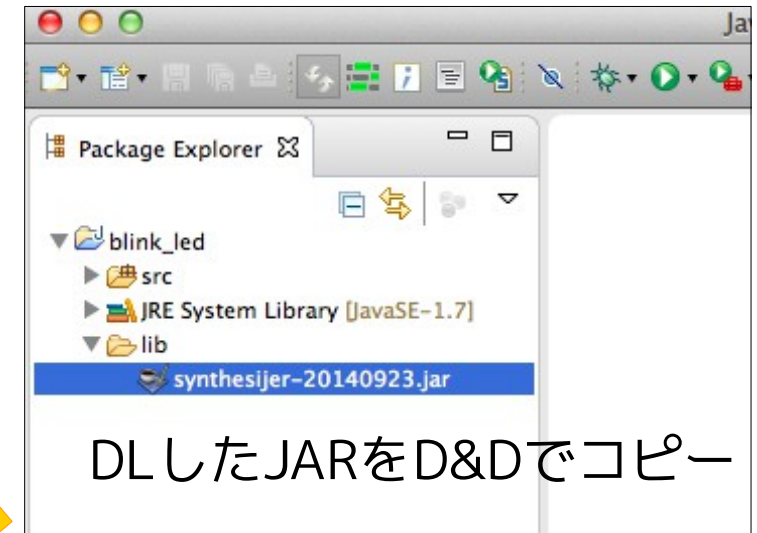 Ja
Package Explorer
blink_led
src
JRE System Library [JavaSE-1.7]
lib
synthesijer-20140923.jar
DLしたJARをD&Dでコピー